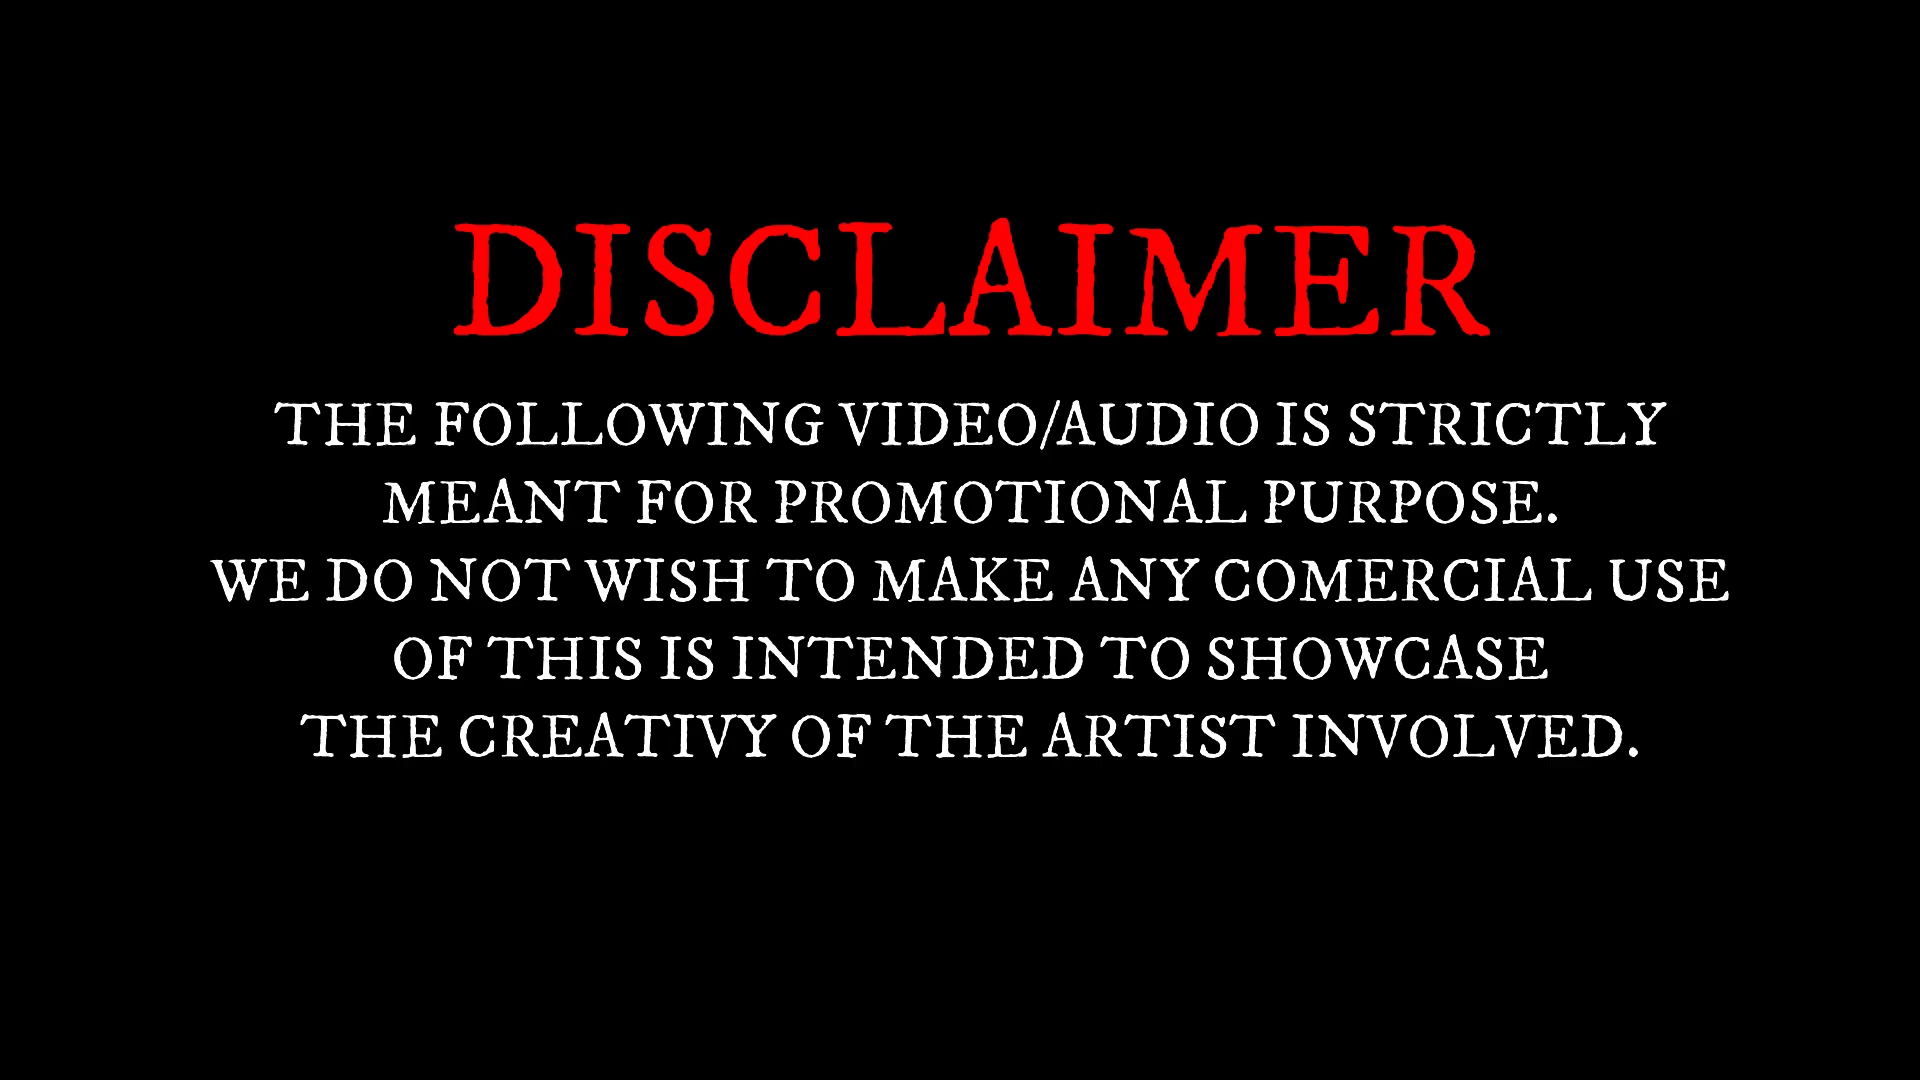 DISCLAIMER
THE FOLLOWING VIDEO/AUDIO IS STRICTLY
MEANT FOR PROMOTIONAL PURPOSE.
WE DO NOT WISH TO MAKE ANY COMERCIAL USE
OF THIS IS INTENDED TO SHOWCASE
THE CREATIVY OF THE ARTIST INVOLVED.